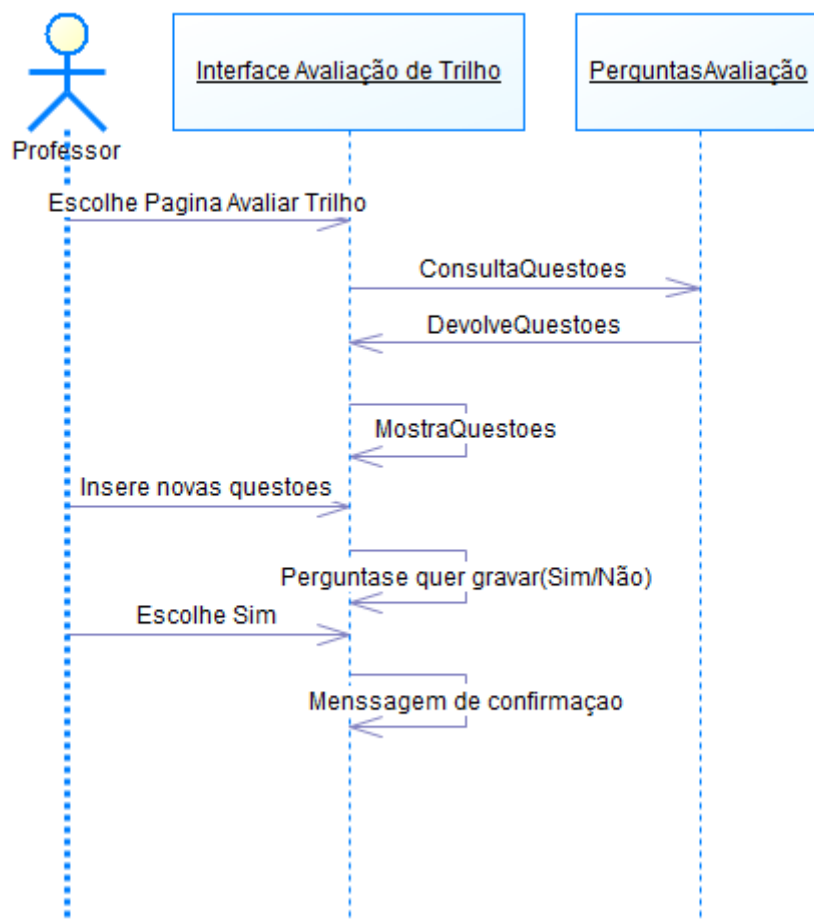 Interface Avaliação de Trilho
PerguntasAvaliação
Professor
Escolhe Pagina Avaliar Trilho
ConsultaQuestoes
DevolveQuestoes
MostraQuestoes
Insere novas questoes
Perguntase quer gravar(Sim/Não)
Escolhe Sim
Menssagem de confirmaçao